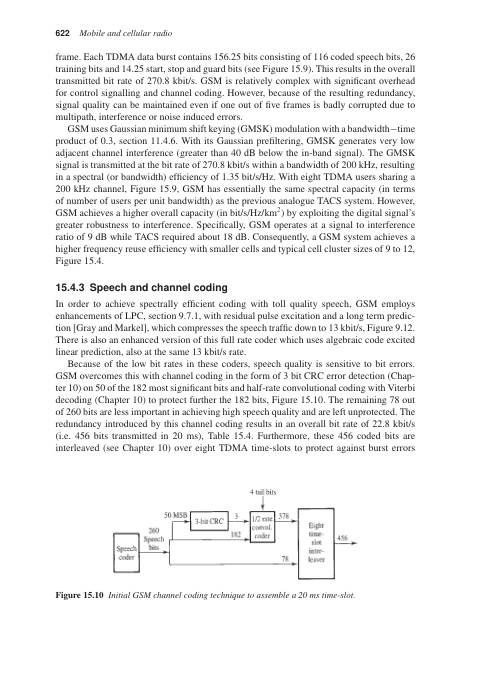 622 Mobile and cellular radio
frame. Each TDMA data burst contains 156.25 bits consisting of 116 coded speech bits, 26
training bits and 14.25 start, stop and guard bits (see Figure 15.9). This results in the overall
transmitted bit rate of 270.8 kbit/s. GSM is relatively complex with significant overhead
for control signalling and channel coding. However, because of the resulting redundancy,
signal quality can be maintained even if one out of five frames is badly corrupted due to
multipath, interference or noise induced errors.
GSM uses Gaussian minimum shift keying (GMSK) modulation with a bandwidth−time
product of 0.3, section 11.4.6. With its Gaussian prefiltering, GMSK generates very low
adjacent channel interference (greater than 40 dB below the in-band signal). The GMSK
signal is transmitted at the bit rate of 270.8 kbit/s within a bandwidth of 200 kHz, resulting
in a spectral (or bandwidth) efficiency of 1.35 bit/s/Hz. With eight TDMA users sharing a
200 kHz channel, Figure 15.9, GSM has essentially the same spectral capacity (in terms
of number of users per unit bandwidth) as the previous analogue TACS system. However,
GSM achieves a higher overall capacity (in bit/s/Hz/km²) by exploiting the digital signal's
greater robustness to interference. Specifically, GSM operates at a signal to interference
ratio of 9 dB while TACS required about 18 dB. Consequently, a GSM system achieves a
higher frequency reuse efficiency with smaller cells and typical cell cluster sizes of 9 to 12,
Figure 15.4.
15.4.3 Speech and channel coding
In order to achieve spectrally efficient coding with toll quality speech, GSM employs
enhancements of LPC, section 9.7.1, with residual pulse excitation and a long term predic-
tion [Gray and Markel], which compresses the speech traffic down to 13 kbit/s, Figure 9.12.
There is also an enhanced version of this full rate coder which uses algebraic code excited
linear prediction, also at the same 13 kbit/s rate.
Because of the low bit rates in these coders, speech quality is sensitive to bit errors.
GSM overcomes this with channel coding in the form of 3 bit CRC error detection (Chap-
ter 10) on 50 of the 182 most significant bits and half-rate convolutional coding with Viterbi
decoding (Chapter 10) to protect further the 182 bits, Figure 15.10. The remaining 78 out
of 260 bits are less important in achieving high speech quality and are left unprotected. The
redundancy introduced by this channel coding results in an overall bit rate of 22.8 kbit/s
(i.e. 456 bits transmitted in 20 ms), Table 15.4. Furthermore, these 456 coded bits are
interleaved (see Chapter 10) over eight TDMA time-slots to protect against burst errors
4 tail bits
50 MSB
3-bit CRC
3
1/2 rate
convol.
coder
378
182
260
Speech
bits
Speech
coder
78
Eight
time-
slot
inter-
leaver
456
Figure 15.10 Initial GSM channel coding technique to assemble a 20 ms time-slot.